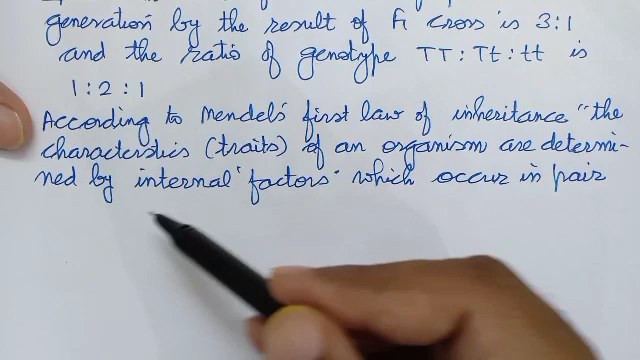 generation by the result of F1 cross is 3:1
and the ratio of genotype TT : Tt : tt is
1 : 2 : 1
According to Mendel's first law of inheritance "the
characterstics (traits) of an organism are determi-
ned by internal 'factors' which occur in pair